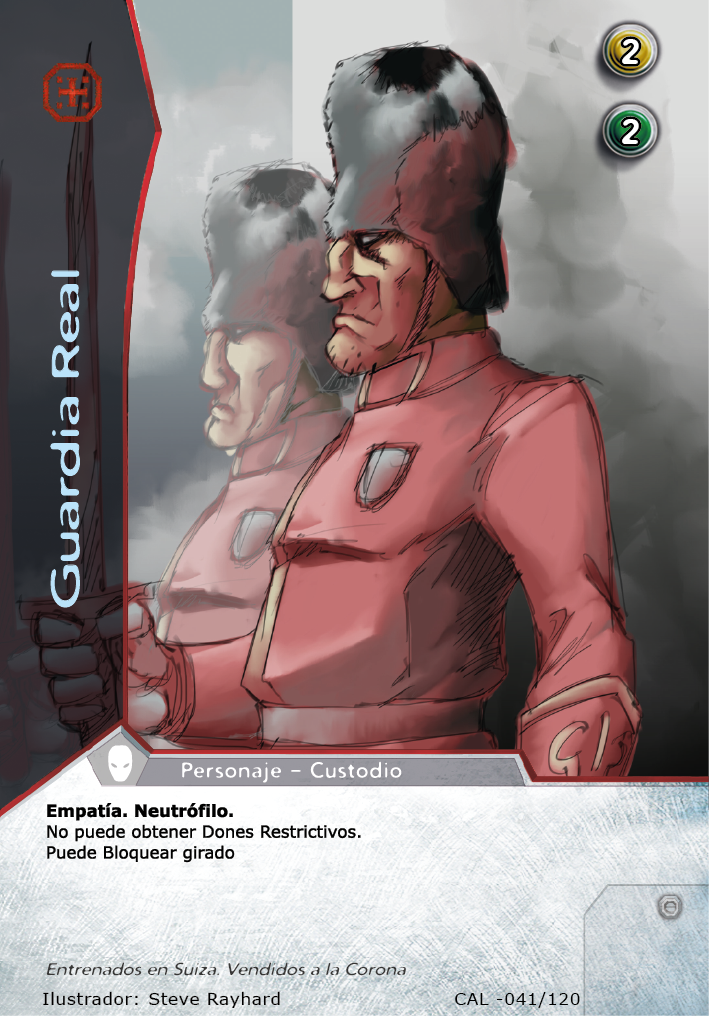 2
2
Guardia Real
Personaje – Custodio
Empatía. Neutrófilo.
No puede obtener Dones Restrictivos.
Puede Bloquear girado
Entrenados en Suiza. Vendidos a la Corona
Ilustrador: Steve Rayhard
CAL -041/120